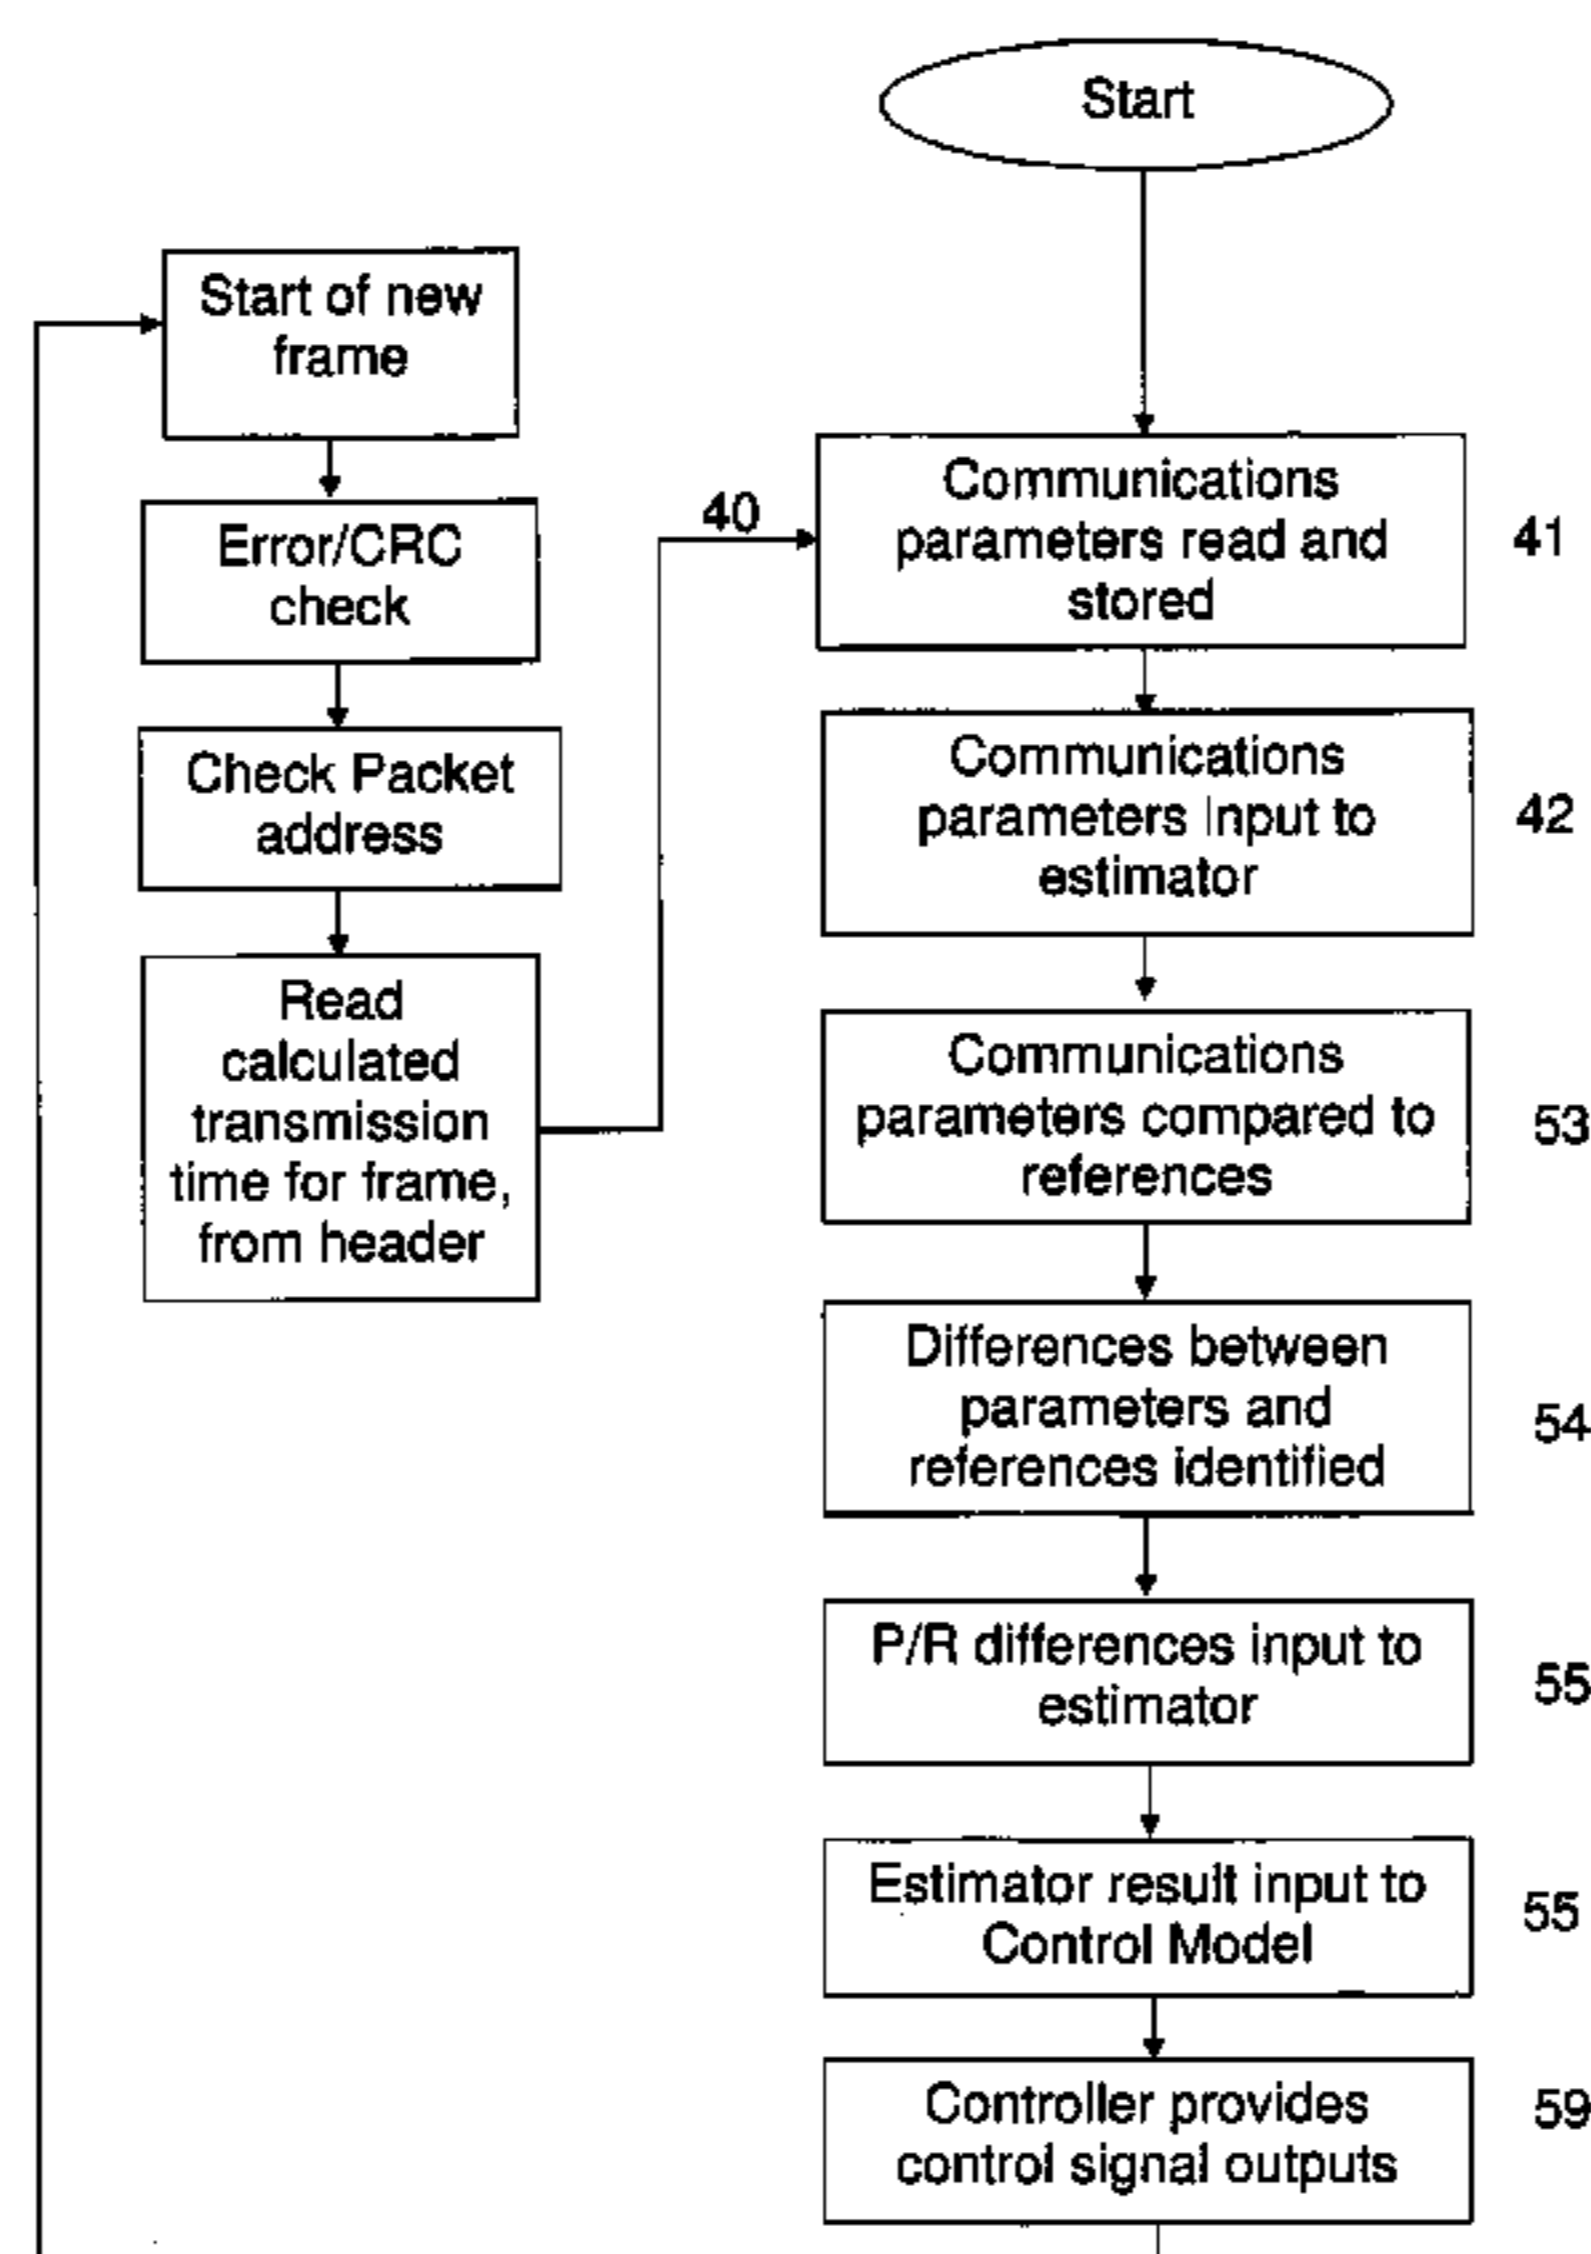 Start
Start of new
frame
Error/CRC
check
Check Packet
address
Read
calculated
transmission
time for frame,
from header
40
Communications
parameters read and
stored
41
Communications
parameters Input to
estimator
42
Communications
parameters compared to
references
53
Differences between
parameters and
references identified
54
P/R differences input to
estimator
55
Estimator result input to
Control Model
55
Controller provides
control signal outputs
59